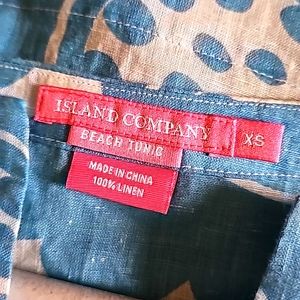 ISLAND COMPANY
XS
BEACH TUNIC
MADE IN CHINA
100% LINEN